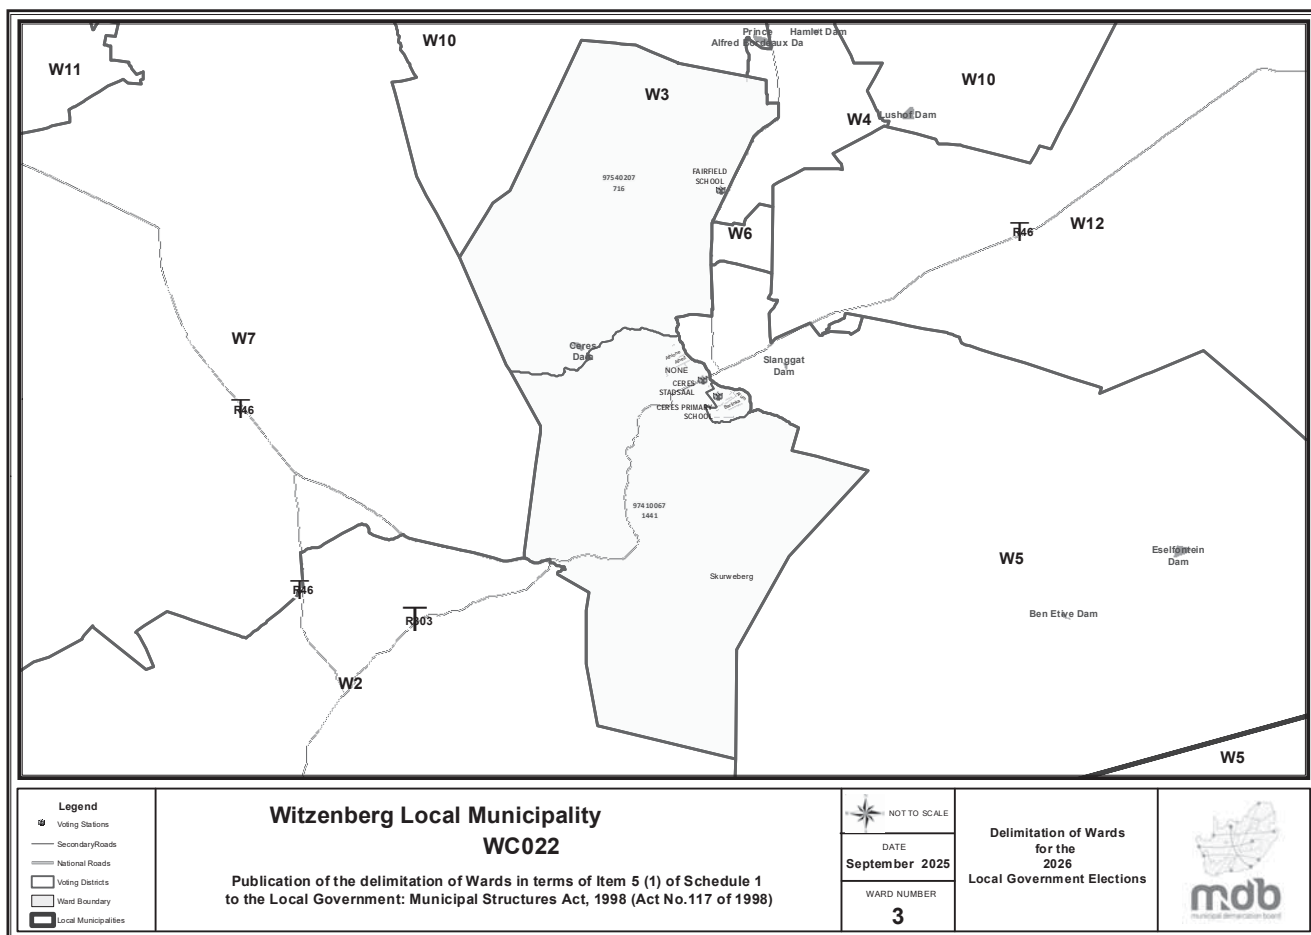 Prince Hamlet Dam
Alfred Bordeaux Da
W10
W11
W3
W10
W4
Lushof Dam
FAIRFIELD
SCHOOL
97540207
716
W6
W12
R46
W7
Ceres
Dam
Slanggat
Dam
NONE
CERES
STADSAAL
CERES PRIMARY
SCHOOL
R46
97410067
1441
W5
Eselfontein
Dam
Skurweberg
R46
Ben Etive Dam
R303
W2
W5
Legend
Voting Stations
SecondaryRoads
National Roads
Voting Districts
Ward Boundary
Local Municipalities
Witzenberg Local Municipality
WC022
Publication of the delimitation of Wards in terms of Item 5 (1) of Schedule 1
to the Local Government: Municipal Structures Act, 1998 (Act No.117 of 1998)
NOT TO SCALE
DATE
September 2025
WARD NUMBER
3
Delimitation of Wards
for the
2026
Local Government Elections
mdb
municipal demarcation board